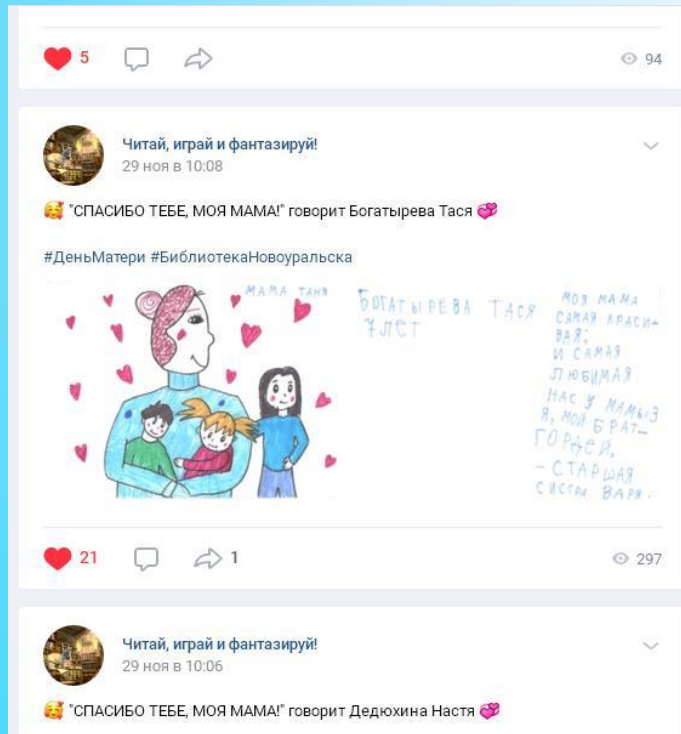 5
94
Читай, играй и фантазируй!
29 ноя в 10:08
"СПАСИБО ТЕБЕ, МОЯ МАМА!" говорит Богатырева Тася
#ДеньМатери #БиблиотекаНовоуральска
МАМА ТАНЯ
БОГАТЫРЕВА ТАСЯ
7 ЛЕТ
МОЯ МАМА
САМАЯ КРАСИ-
ВАЯ;
И САМАЯ
ЛЮБИМАЯ
НАС У МАМЫ З
Я, МОЙ БРАТ-
ГОРДЕЙ,
- СТАРШАЯ
СИСТРА ВАРЯ.
21
1
297
Читай, играй и фантазируй!
29 ноя в 10:06
"СПАСИБО ТЕБЕ, МОЯ МАМА!" говорит Дедюхина Настя